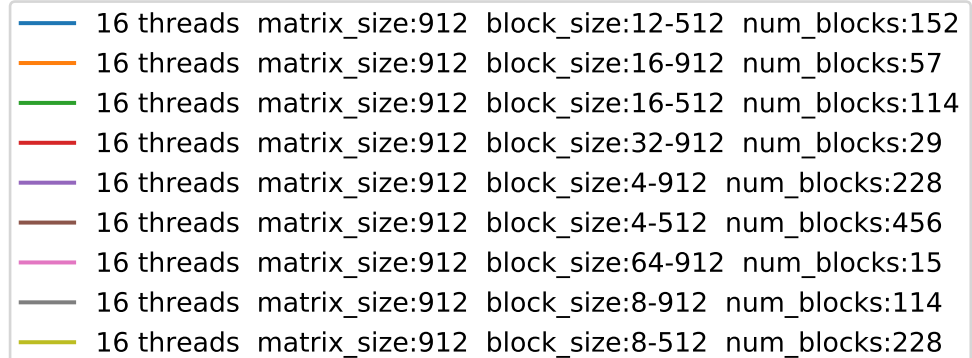 16 threads  matrix_size:912  block_size:12-512  num_blocks:152
16 threads  matrix_size:912  block_size:16-912  num_blocks:57
16 threads  matrix_size:912  block_size:16-512  num_blocks:114
16 threads  matrix_size:912  block_size:32-912  num_blocks:29
16 threads  matrix_size:912  block_size:4-912  num_blocks:228
16 threads  matrix_size:912  block_size:4-512  num_blocks:456
16 threads  matrix_size:912  block_size:64-912  num_blocks:15
16 threads  matrix_size:912  block_size:8-912  num_blocks:114
16 threads  matrix_size:912  block_size:8-512  num_blocks:228